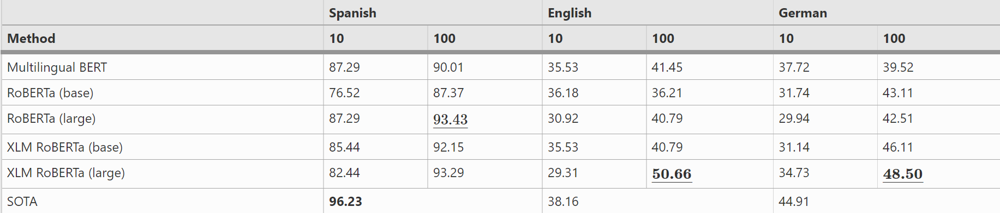 Spanish English German
Method 10 100 10 100 10 100
Multilingual BERT 87.29 90.01 35.53 41.45 37.72 39.52
RoBERTa (base) 76.52 87.37 36.18 36.21 31.74 43.11
RoBERTa (large) 87.29 93.43 30.92 40.79 29.94 42.51
XLM RoBERTa (base) 85.44 92.15 35.53 40.79 31.14 46.11
XLM RoBERTa (large) 82.44 93.29 29.31 50.66 34.73 48.50
SOTA 96.23 38.16 44.91